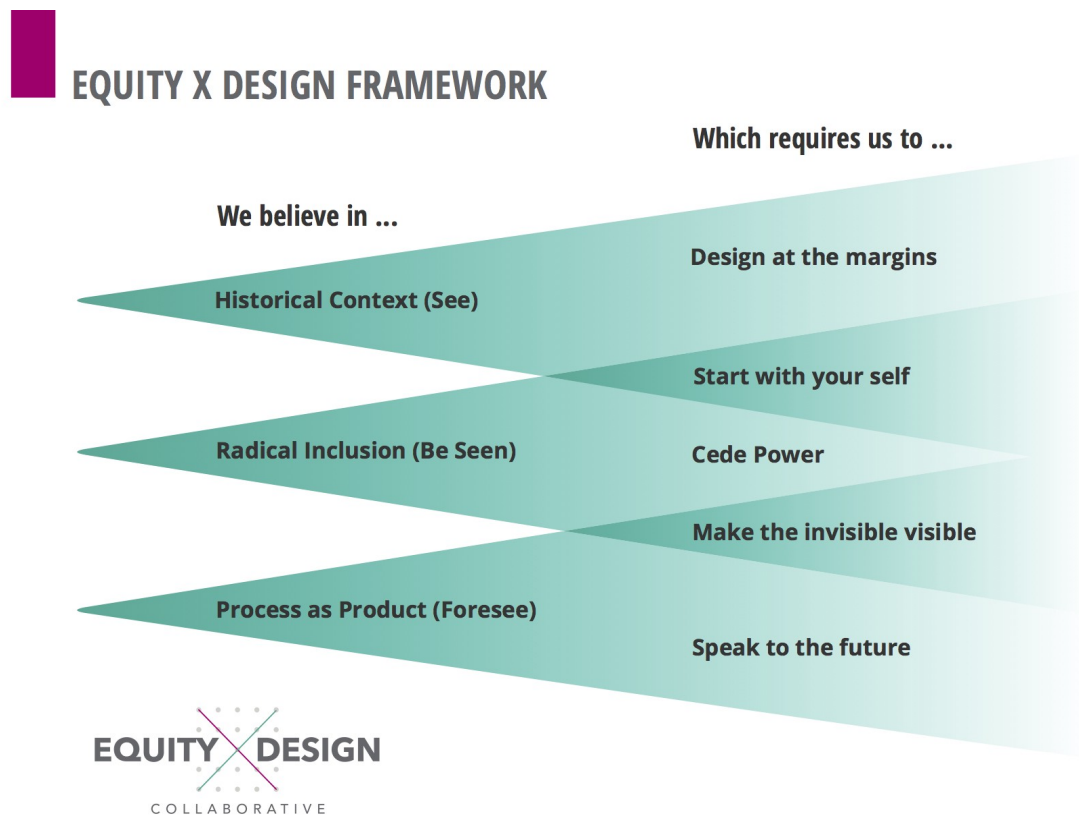 EQUITY X DESIGN FRAMEWORK
Which requires us to ...
We believe in ...
Design at the margins
Historical Context (See)
Start with your self
Radical Inclusion (Be Seen)
Cede Power
Make the invisible visible
Process as Product (Foresee)
Speak to the future
EQUITY X DESIGN
COLLABORATIVE